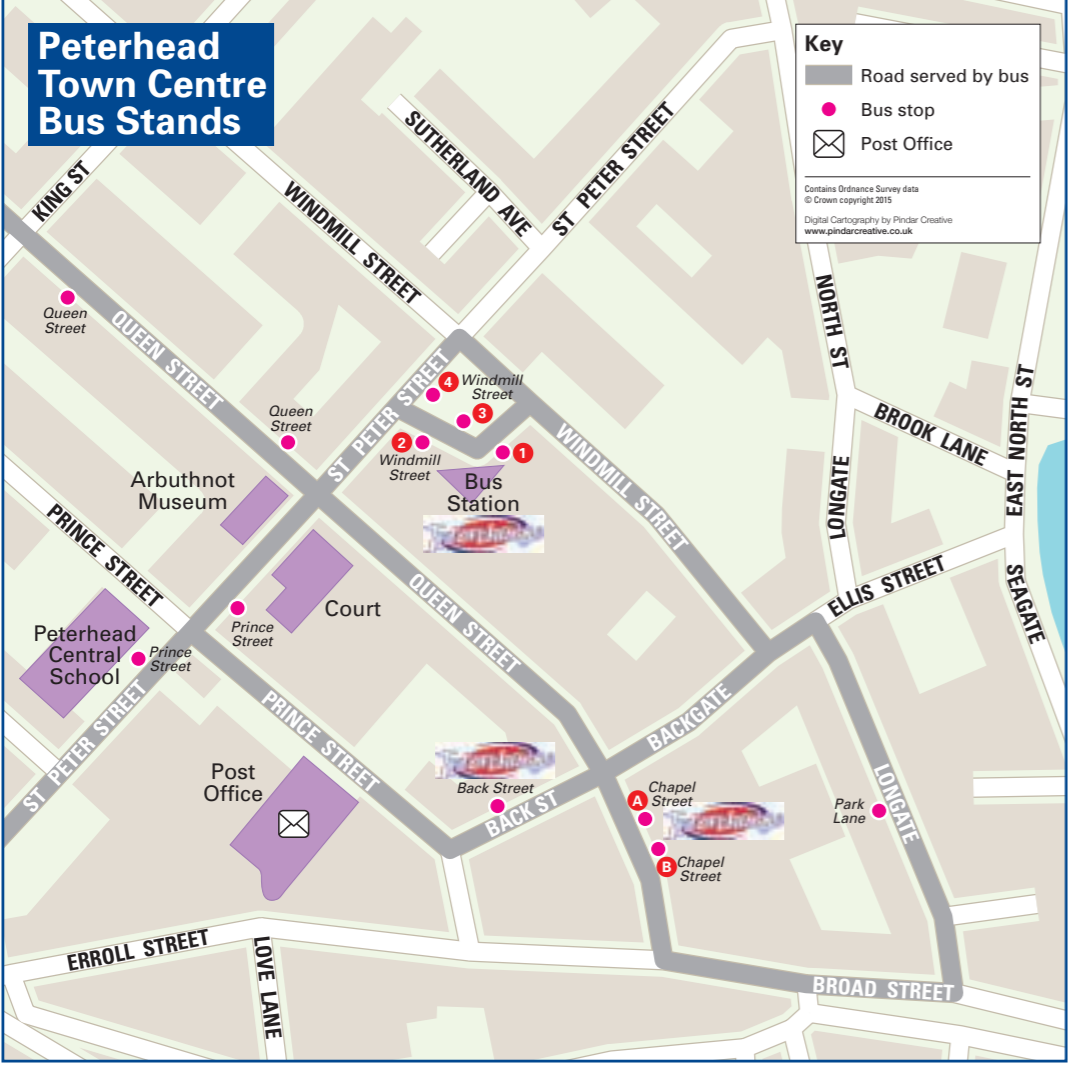 Peterhead
Town Centre
Bus Stands
Key
Road served by bus
Bus stop
Post Office
Contains Ordnance Survey data
© Crown copyright 2015
Digital Cartography by Pindar Creative
www.pindarcreative.co.uk
KING ST
WINDMILL STREET
SUTHERLAND AVE
ST PETER STREET
NORTH ST
Queen
Street
QUEEN STREET
ST PETER STREET
4
Windmill
Street
3
2
Windmill
Street
1
Bus
Station
Queen
Street
WINDMILL STREET
BROOK LANE
EAST NORTH ST
LONGATE
Arbuthnot
Museum
PRINCE STREET
ELLIS STREET
SEAGATE
Court
QUEEN STREET
Prince
Street
Peterhead
Central
School
Prince
Street
ST PETER STREET
PRINCE STREET
BACKGATE
Post
Office
Back Street
BACK ST
A
Chapel
Street
B
Chapel
Street
Park
Lane
LONGATE
ERROLL STREET
LOVE LANE
BROAD STREET